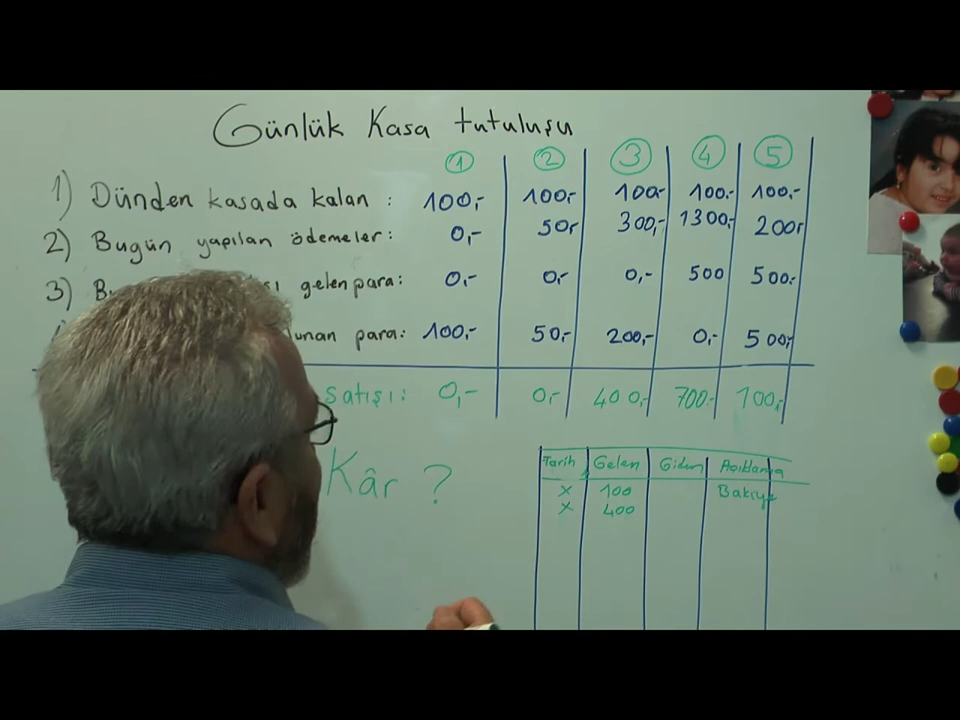 Günlük Kasa tutuluşu
1 2 3 4 5
1) Dünden kasada kalan : 100,- 100,- 100,- 100.- 100.-
2) Bugün yapılan ödemeler: 0,- 50,- 300,- 1300,- 200,-
3) gelen para: 0,- 0,- 0,- 500 500.-
para: 100,- 50,- 200,- 0,- 500,-
satışı: 0,- 0,- 400,- 700.- 100,-
Kâr ?
Tarih Gelen Giden Açıklama
x 100 Bakiye
x 400